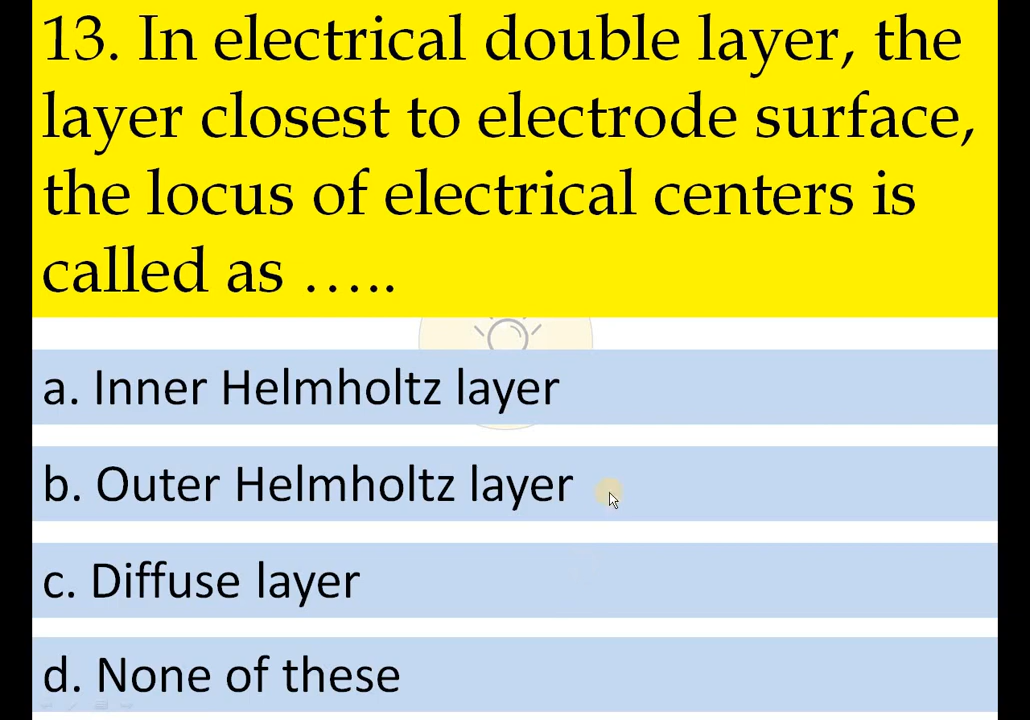 13. In electrical double layer, the
layer closest to electrode surface,
the locus of electrical centers is
called as …..
a. Inner Helmholtz layer
b. Outer Helmholtz layer
c. Diffuse layer
d. None of these